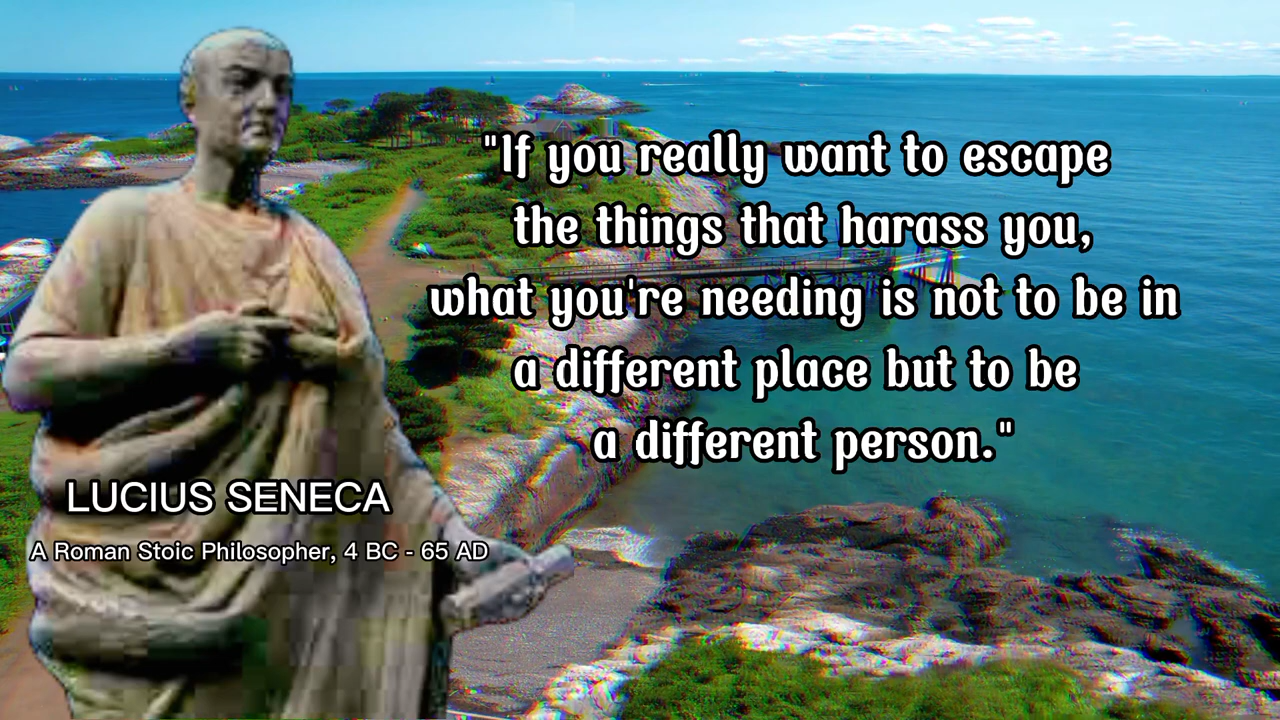 "If you really want to escape
the things that harass you,
what you're needing is not to be in
a different place but to be
a different person."
LUCIUS SENECA
A Roman Stoic Philosopher, 4 BC - 65 AD